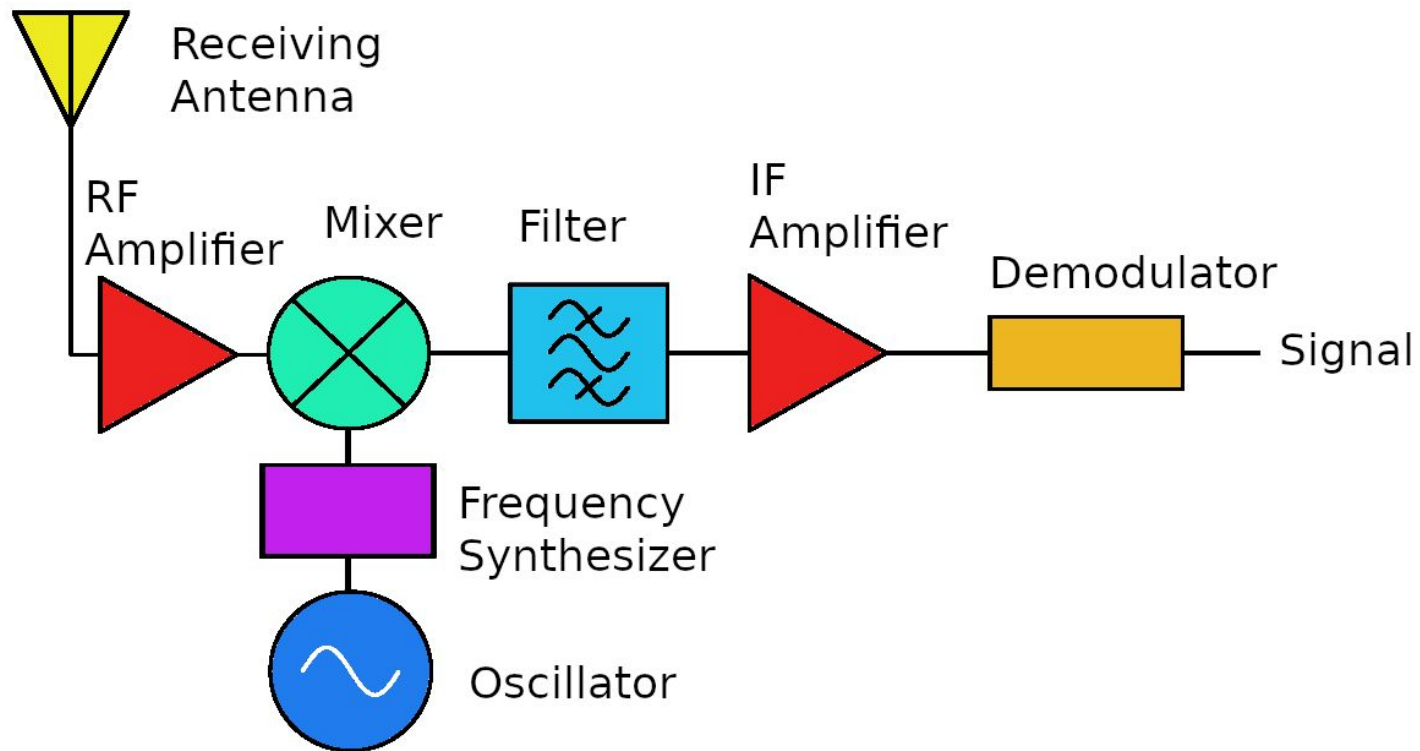 Receiving
Antenna
RF
Amplifier
Mixer
Filter
IF
Amplifier
Demodulator
Signal
Frequency
Synthesizer
Oscillator